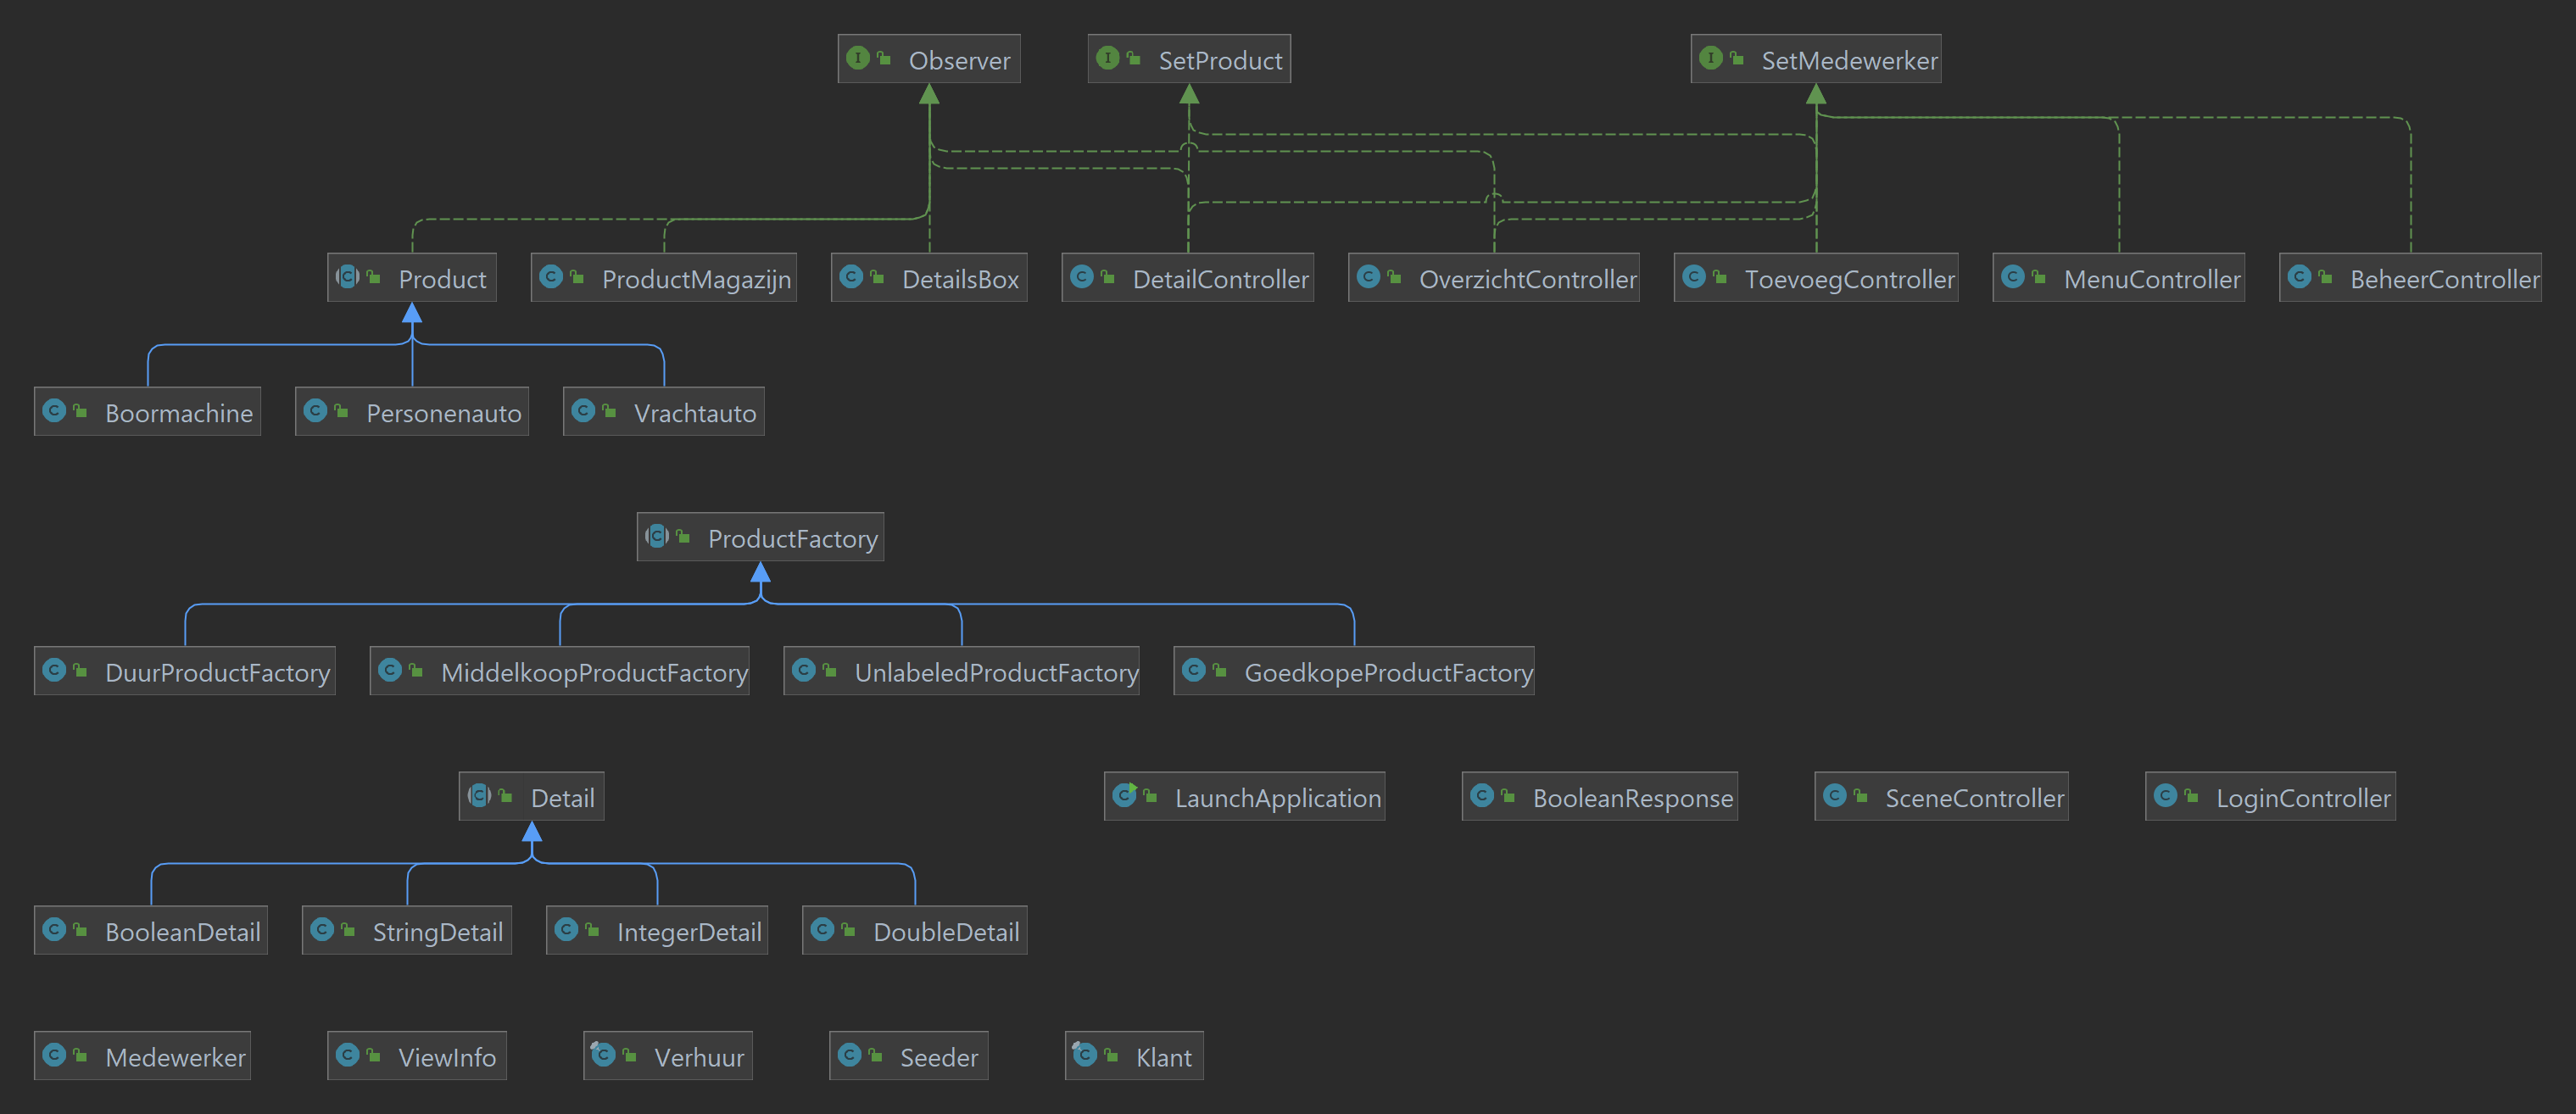 Observer
SetProduct
SetMedewerker
Product
ProductMagazijn
DetailsBox
DetailController
OverzichtController
ToevoegController
MenuController
BeheerController
Boormachine
Personenauto
Vrachtauto
ProductFactory
DuurProductFactory
MiddelkoopProductFactory
UnlabeledProductFactory
GoedkopeProductFactory
Detail
LaunchApplication
BooleanResponse
SceneController
LoginController
BooleanDetail
StringDetail
IntegerDetail
DoubleDetail
Medewerker
ViewInfo
Verhuur
Seeder
Klant